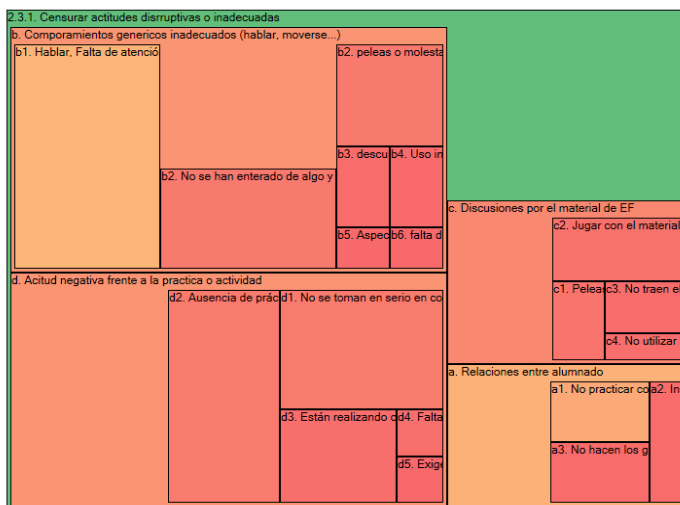 2.3.1. Censurar actitudes disrruptivas o inadecuadas
b. Comporamientos genericos inadecuados (hablar, moverse...)
b1. Hablar, Falta de atenció
b2. peleas o molesta
b3. descu
b4. Uso in
b2. No se han enterado de algo y
b5. Aspec
b6. falta d
c. Discusiones por el material de EF
c2. Jugar con el material
c1. Peleas
c3. No traen el
c4. No utilizar
d. Acitud negativa frente a la practica o actividad
d2. Ausencia de prác
d1. No se toman en serio en co
d3. Están realizando o
d4. Falta
d5. Exige
a. Relaciones entre alumnado
a1. No practicar co
a2. In
a3. No hacen los g